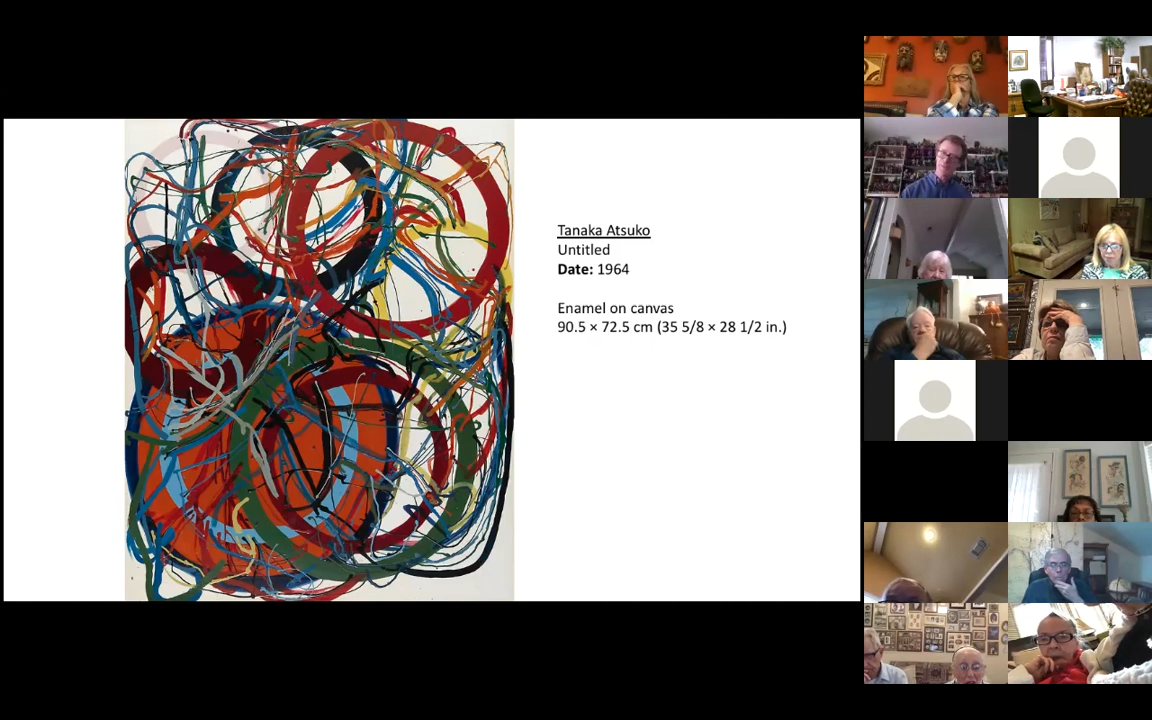 Tanaka Atsuko
Untitled
Date: 1964
Enamel on canvas
90.5 × 72.5 cm (35 5/8 × 28 1/2 in.)